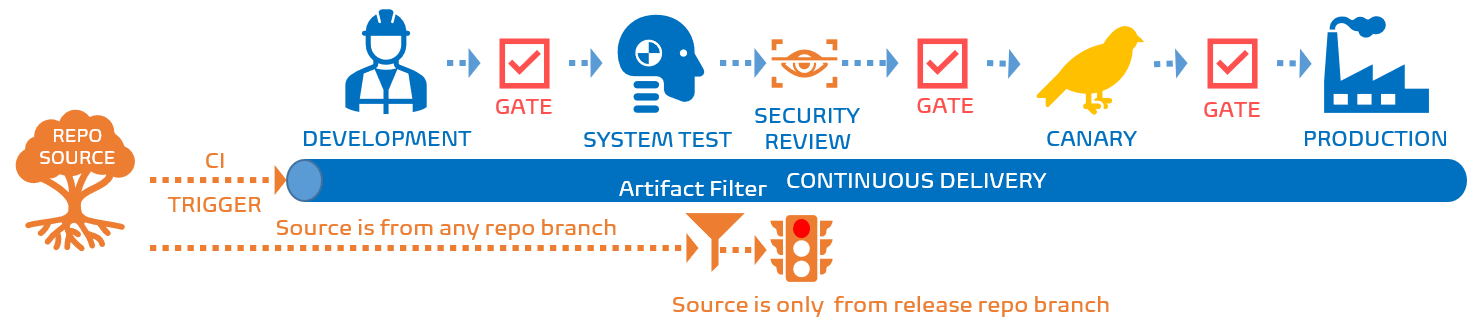 GATE
GATE
GATE
DEVELOPMENT
SYSTEM TEST
SECURITY
REVIEW
CANARY
PRODUCTION
REPO
SOURCE
CI
TRIGGER
Artifact Filter
CONTINUOUS DELIVERY
Source is from any repo branch
Source is only  from release repo branch